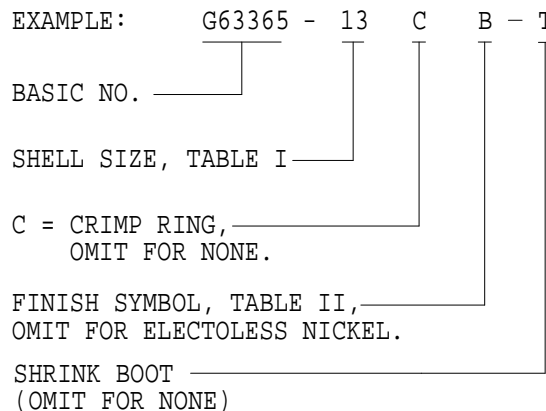 EXAMPLE: G63365 - 13 C B - T
BASIC NO.
SHELL SIZE, TABLE I
C = CRIMP RING,
OMIT FOR NONE.
FINISH SYMBOL, TABLE II,
OMIT FOR ELECTOLESS NICKEL.
SHRINK BOOT
(OMIT FOR NONE)